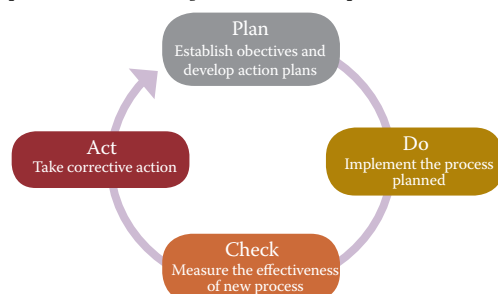 Plan
Establish obectives and
develop action plans
Do
Implement the process
planned
Check
Measure the effectiveness
of new process
Act
Take corrective action